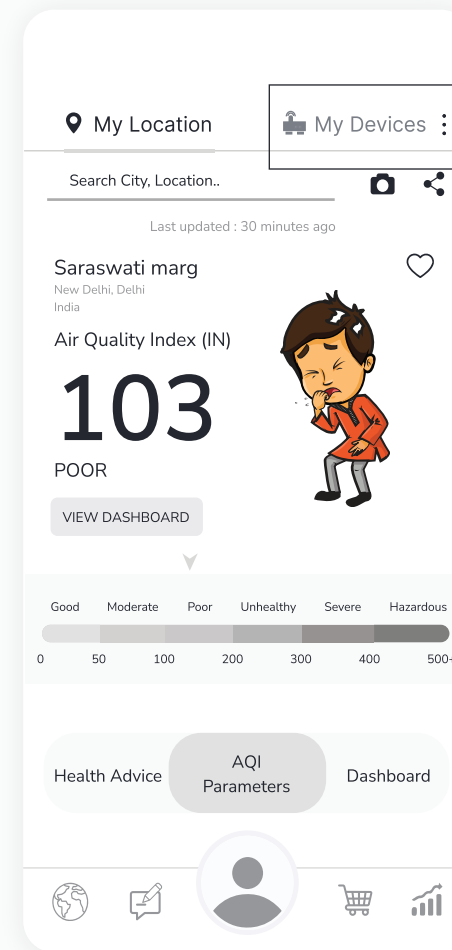 My Location
My Devices
Search City, Location..
Last updated : 30 minutes ago
Saraswati marg
New Delhi, Delhi
India
Air Quality Index (IN)
103
POOR
VIEW DASHBOARD
Good Moderate Poor Unhealthy Severe Hazardous
0 50 100 200 300 400 500+
Health Advice
AQI
Parameters
Dashboard